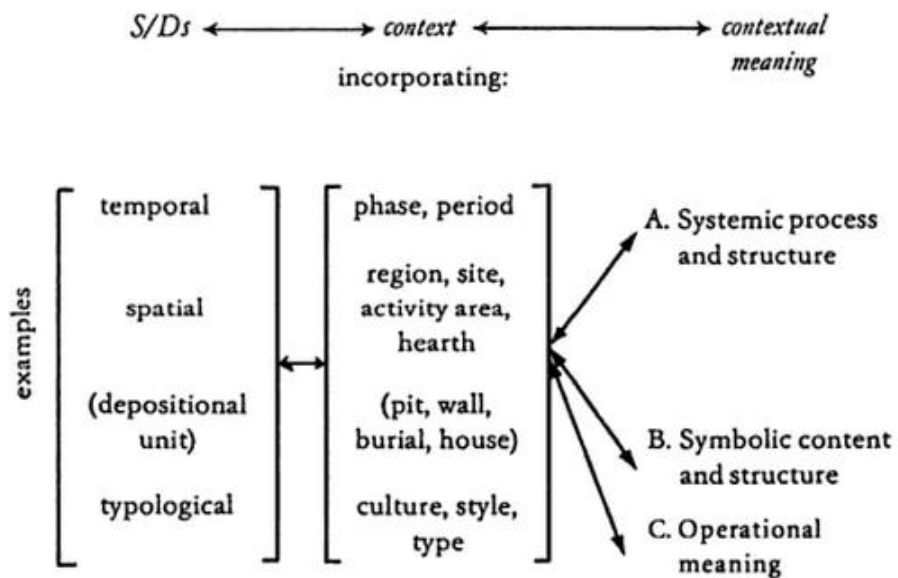 S/Ds context contextual
meaning
incorporating:
examples
temporal
spatial
(depositional
unit)
typological
phase, period
region, site,
activity area,
hearth
(pit, wall,
burial, house)
culture, style,
type
A. Systemic process
and structure
B. Symbolic content
and structure
C. Operational
meaning